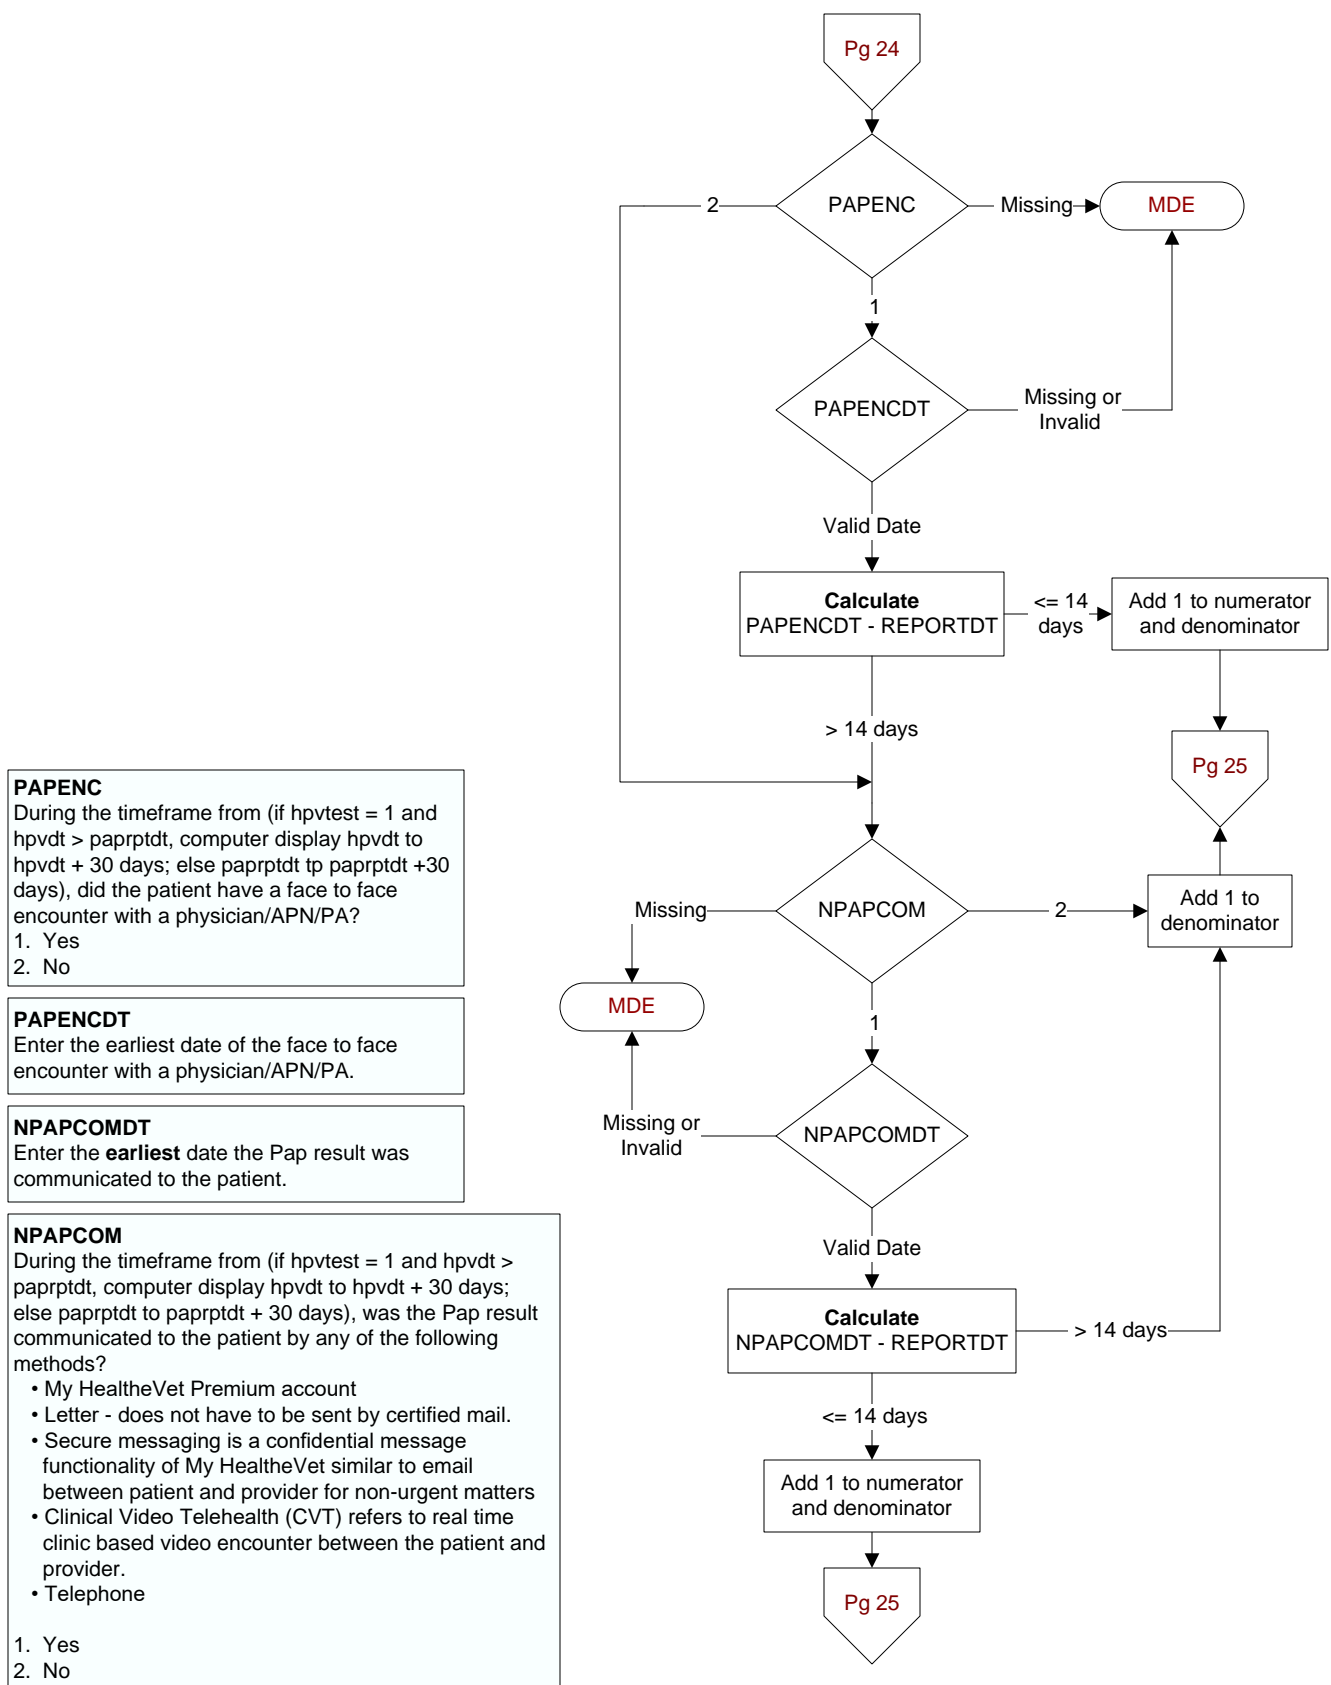 Pg 24
PAPENC
2
Missing
MDE
1
PAPENCDT
Missing or
Invalid
Valid Date
Calculate
PAPENCDT - REPORTDT
<= 14
days
Add 1 to numerator
and denominator
> 14 days
Pg 25
NPAPCOM
Missing
2
Add 1 to
denominator
MDE
1
NPAPCOMDT
Missing or
Invalid
Valid Date
Calculate
NPAPCOMDT - REPORTDT
> 14 days
<= 14 days
Add 1 to numerator
and denominator
Pg 25
PAPENC
During the timeframe from (if hpvtest = 1 and
hpvdt > paprptdt, computer display hpvdt to
hpvdt + 30 days; else paprptdt tp paprptdt +30
days), did the patient have a face to face
encounter with a physician/APN/PA?
1. Yes
2. No
PAPENCDT
Enter the earliest date of the face to face
encounter with a physician/APN/PA.
NPAPCOMDT
Enter the earliest date the Pap result was
communicated to the patient.
NPAPCOM
During the timeframe from (if hpvtest = 1 and hpvdt >
paprptdt, computer display hpvdt to hpvdt + 30 days;
else paprptdt to paprptdt + 30 days), was the Pap result
communicated to the patient by any of the following
methods?
• My HealtheVet Premium account
• Letter - does not have to be sent by certified mail.
• Secure messaging is a confidential message
functionality of My HealtheVet similar to email
between patient and provider for non-urgent matters
• Clinical Video Telehealth (CVT) refers to real time
clinic based video encounter between the patient and
provider.
• Telephone
1. Yes
2. No